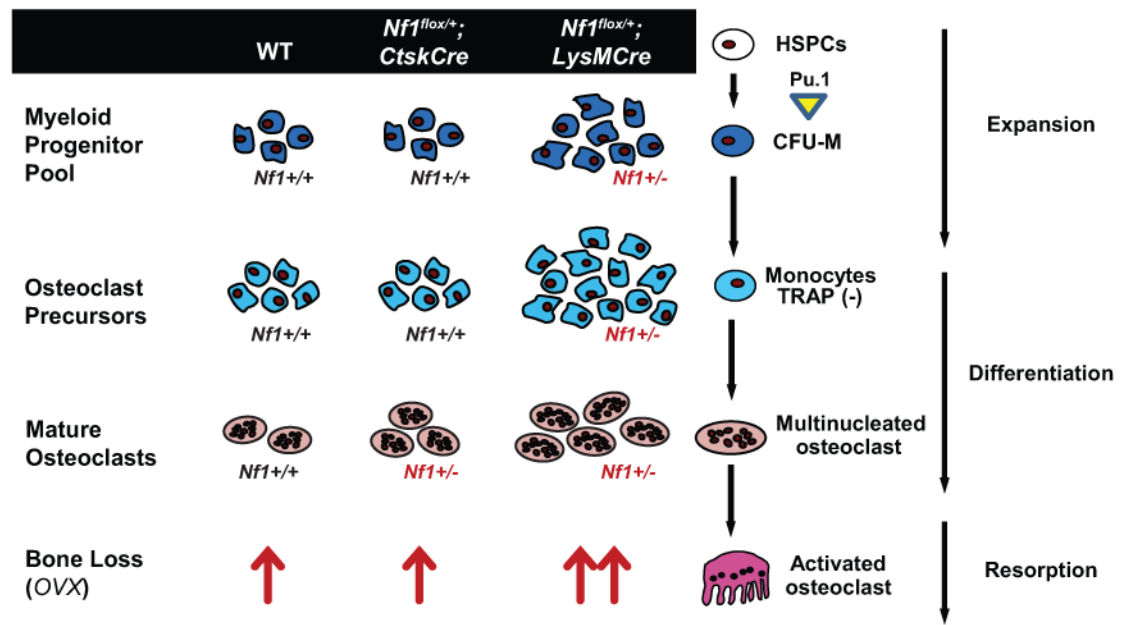 WT
Nf1flox/+;
CtskCre
Nf1flox/+;
LysMCre
HSPCs
Pu.1
CFU-M
Expansion
Myeloid
Progenitor
Pool
Nf1+/+
Nf1+/+
Nf1+/-
Osteoclast
Precursors
Nf1+/+
Nf1+/+
Nf1+/-
Monocytes
TRAP (-)
Differentiation
Mature
Osteoclasts
Nf1+/+
Nf1+/-
Nf1+/-
Multinucleated
osteoclast
Bone Loss
(OVX)
Activated
osteoclast
Resorption